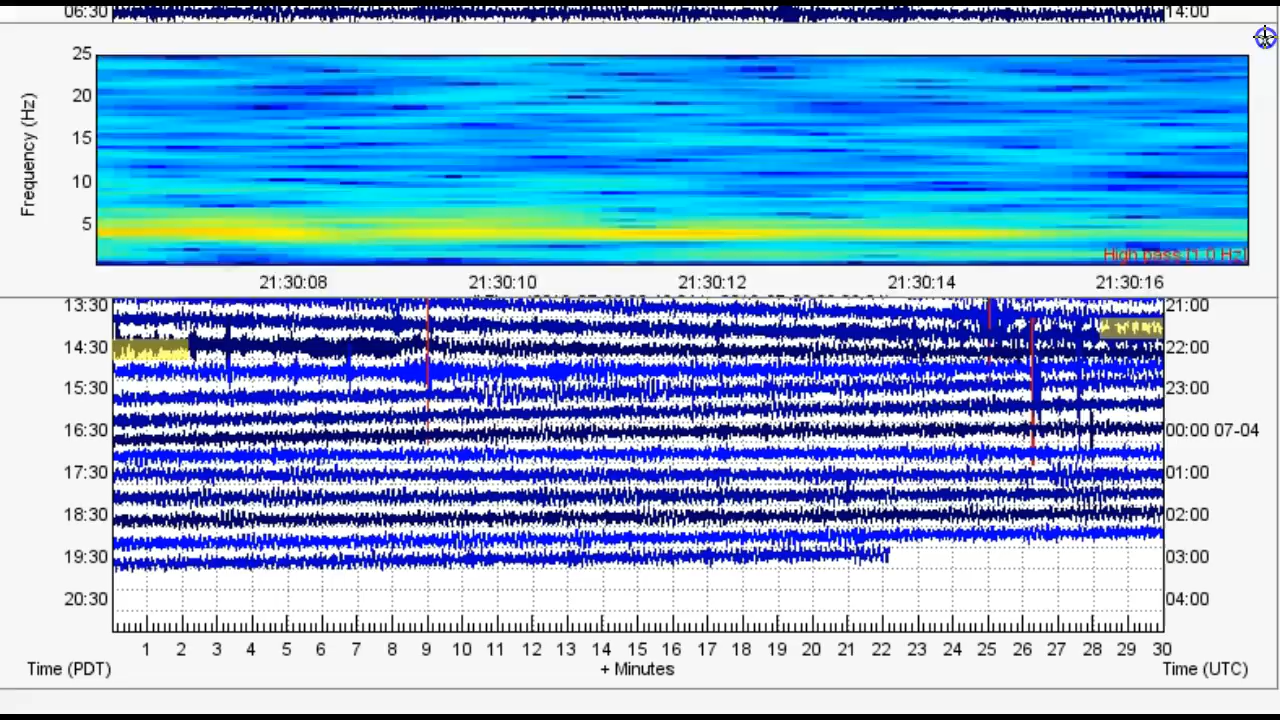 06:30 14:00
25
20
15
10
5
Frequency (Hz)
High pass [1.0 Hz]
21:30:08 21:30:10 21:30:12 21:30:14 21:30:16
13:30 21:00
14:30 22:00
15:30 23:00
16:30 00:00 07-04
17:30 01:00
18:30 02:00
19:30 03:00
20:30 04:00
1 2 3 4 5 6 7 8 9 10 11 12 13 14 15 16 17 18 19 20 21 22 23 24 25 26 27 28 29 30
Time (PDT) + Minutes Time (UTC)